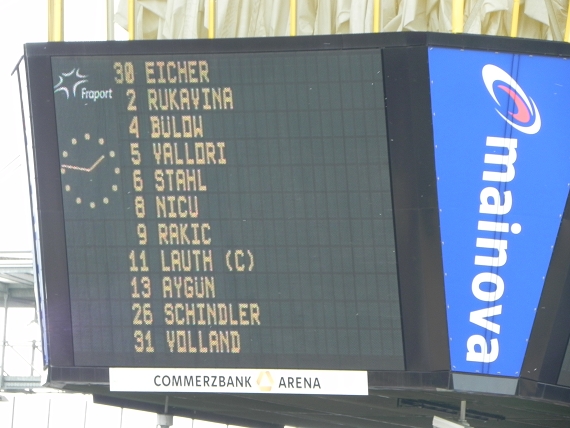 Fraport
30 EICHER
2 RUKAVINA
4 BÜLOW
5 VALLORI
6 STAHL
8 NICU
9 RAKIC
11 LAUTH (C)
13 AYGÜN
26 SCHINDLER
31 VOLLAND
COMMERZBANK ARENA
mainova